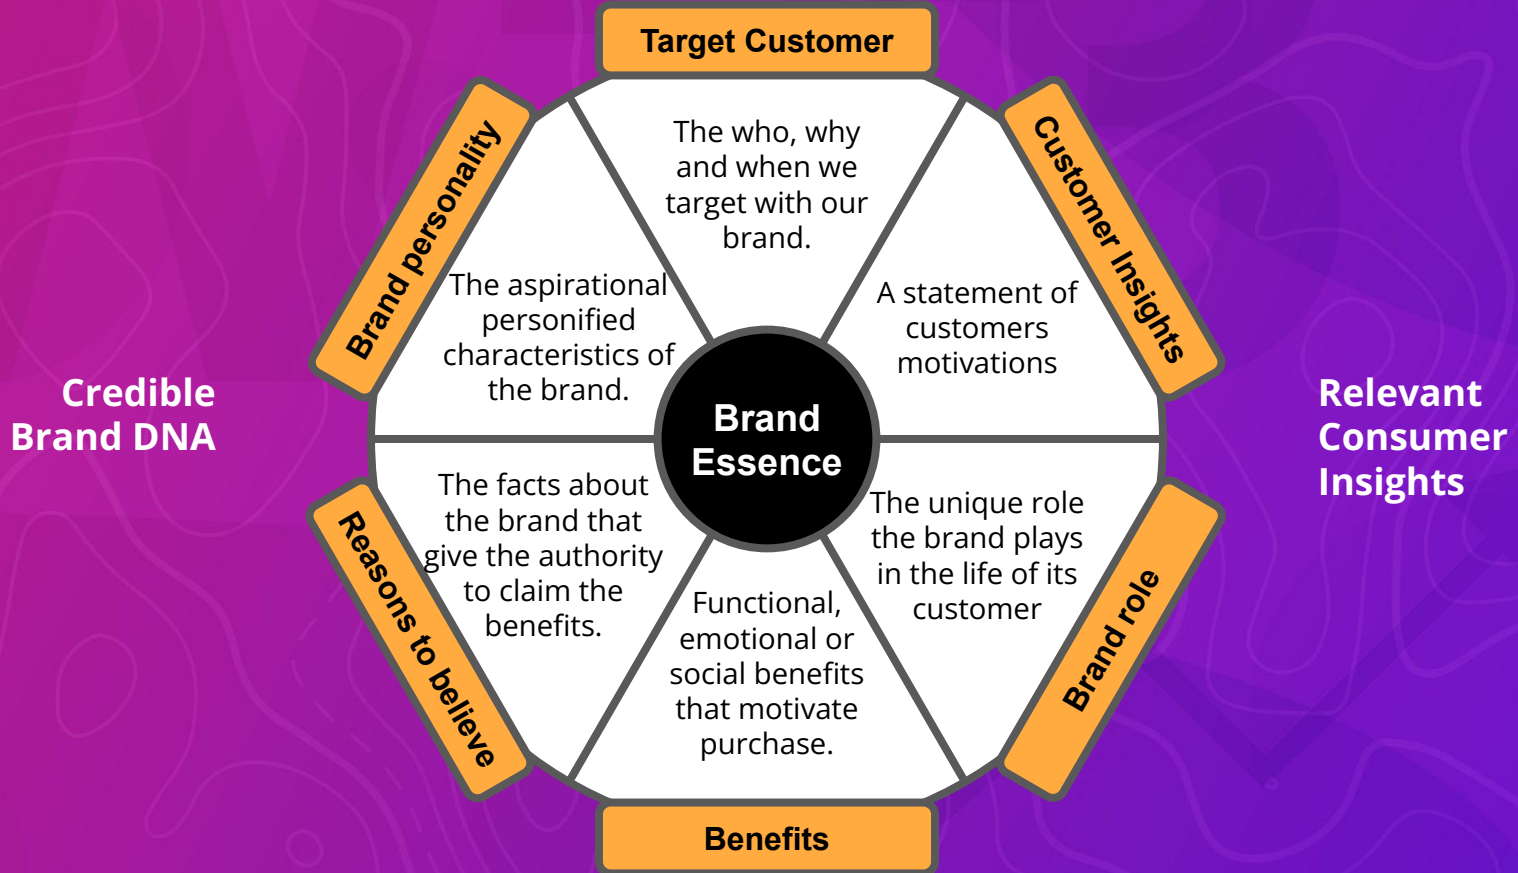 Target Customer
The who, why
and when we
target with our
brand.
Customer Insights
A statement of
customers
motivations
Brand role
The unique role
the brand plays
in the life of its
customer
Benefits
Functional,
emotional or
social benefits
that motivate
purchase.
Reasons to believe
The facts about
the brand that
give the authority
to claim the
benefits.
Brand personality
The aspirational
personified
characteristics of
the brand.
Brand
Essence
Credible
Brand DNA
Relevant
Consumer
Insights